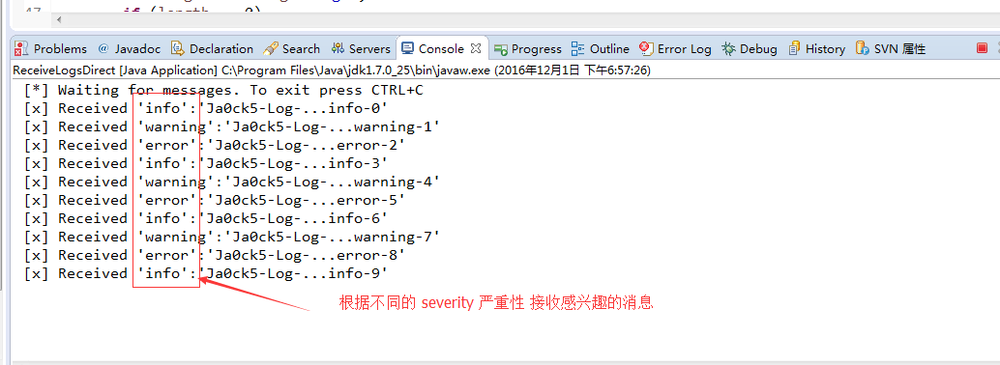 47 if (length
Problems @ Javadoc Declaration Search Servers Console Progress Outline Error Log Debug History SVN 属性
ReceiveLogsDirect [Java Application] C:\Program Files\Java\jdk1.7.0_25\bin\javaw.exe (2016年12月1日 下午6:57:26)
[*] Waiting for messages. To exit press CTRL+C
[x] Received 'info':'Ja0ck5-Log-...info-0'
[x] Received 'warning':'Ja0ck5-Log-...warning-1'
[x] Received 'error':'Ja0ck5-Log-...error-2'
[x] Received 'info':'Ja0ck5-Log-...info-3'
[x] Received 'warning':'Ja0ck5-Log-...warning-4'
[x] Received 'error':'Ja0ck5-Log-...error-5'
[x] Received 'info':'Ja0ck5-Log-...info-6'
[x] Received 'warning':'Ja0ck5-Log-...warning-7'
[x] Received 'error':'Ja0ck5-Log-...error-8'
[x] Received 'info':'Ja0ck5-Log-...info-9'
根据不同的 severity 严重性 接收感兴趣的消息